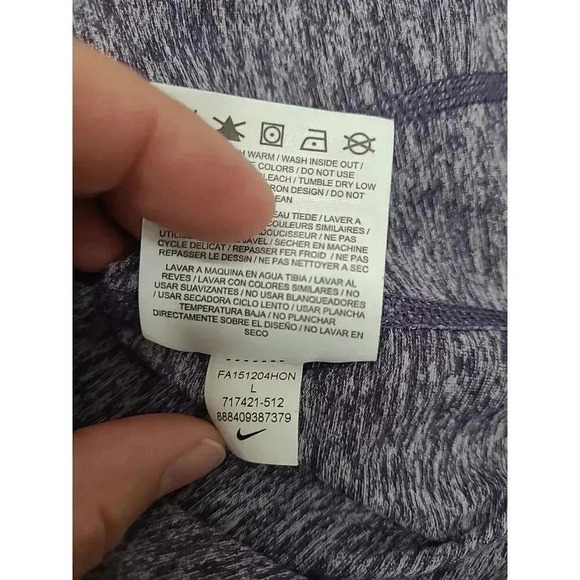 WARM / WASH INSIDE OUT /
COLORS / DO NOT USE
BLEACH / TUMBLE DRY LOW
IRON DESIGN / DO NOT
EAU TIEDE / LAVER A
COULEURS SIMILAIRES /
ADOUCISSEUR / NE PAS
SECHER EN MACHINE
CYCLE DELICAT / REPASSER FER FROID / NE PAS
REPASSER LE DESSIN / NE PAS NETTOYER A SEC
LAVAR A MAQUINA EN AGUA TIBIA / LAVAR AL
REVES / LAVAR CON COLORES SIMILARES / NO
USAR SUAVIZANTES / NO USAR BLANQUEADORES
/ USAR SECADORA CICLO LENTO / USAR PLANCHA
TEMPERATURA BAJA / NO PLANCHAR
DIRECTAMENTE SOBRE EL DISEÑO / NO LAVAR EN
SECO
FA151204HON
L
717421-512
888409387379